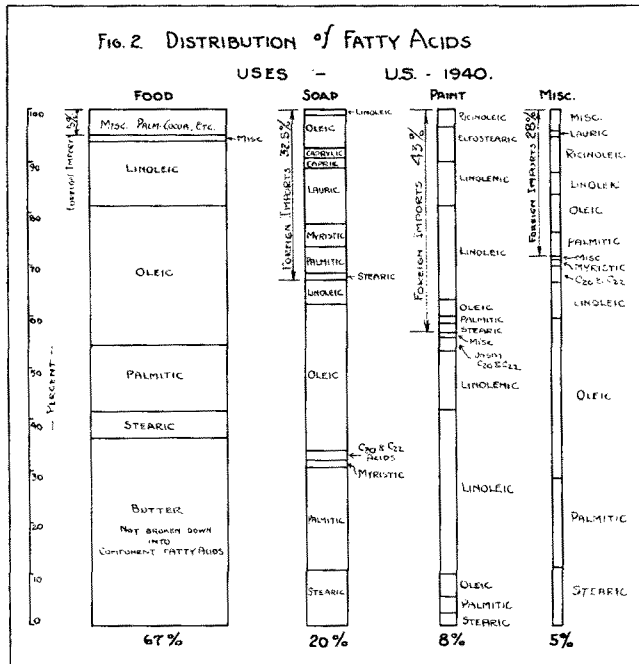 FIG. 2 DISTRIBUTION of FATTY ACIDS
USES – U.S. - 1940.
FOOD
SOAP
PAINT
MISC.
100
90
80
70
60
50
40
30
20
10
0
— PERCENT —
FOREIGN IMPORT 5%
MISC. PALM-COCOA, ETC.
MISC
LINOLEIC
OLEIC
PALMITIC
STEARIC
BUTTER
NOT BROKEN DOWN
INTO
COMPONENT FATTY ACIDS
67%
FOREIGN IMPORTS 32.5%
LINOLEIC
OLEIC
CAPRYLIC
CAPRIC
LAURIC
MYRISTIC
PALMITIC
STEARIC
LINOLEIC
OLEIC
C20 & C22
ACIDS
MYRISTIC
PALMITIC
STEARIC
20%
FOREIGN IMPORTS 43%
RICINOLEIC
ELEOSTEARIC
LINOLENIC
LINOLEIC
OLEIC
PALMITIC
STEARIC
MISC
C20 & C22
LINOLENIC
LINOLEIC
OLEIC
PALMITIC
STEARIC
8%
FOREIGN IMPORTS 28%
MISC.
LAURIC
RICINOLEIC
LINOLEIC
OLEIC
PALMITIC
MISC
MYRISTIC
C20 & C22
LINOLEIC
OLEIC
PALMITIC
STEARIC
5%